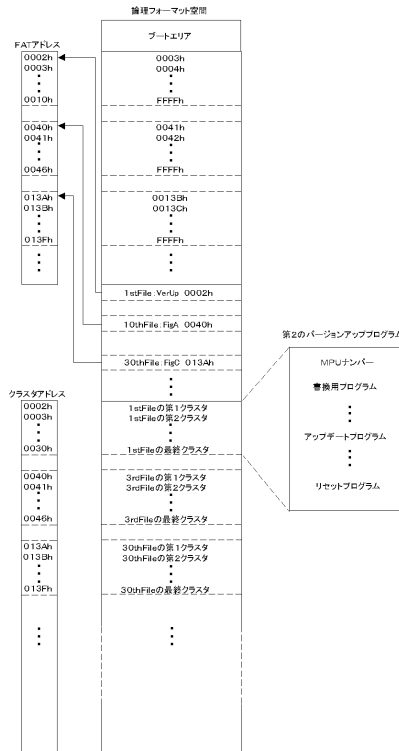 論理フォーマット空間
ブートエリア
FATアドレス
0002h
0003h
0010h
0040h
0041h
0046h
013Ah
013Bh
013Fh
0003h
0004h
FFFFh
0041h
0042h
FFFFh
0013Bh
0013Ch
FFFFh
1stFile:VerUp 0002h
10thFile:FigA 0040h
30thFile:FigC 013Ah
クラスタアドレス
0002h
0003h
0030h
0040h
0041h
0046h
013Ah
013Bh
013Fh
1stFileの第1クラスタ
1stFileの第2クラスタ
1stFileの最終クラスタ
3rdFileの第1クラスタ
3rdFileの第2クラスタ
3rdFileの最終クラスタ
30thFileの第1クラスタ
30thFileの第2クラスタ
30thFileの最終クラスタ
第2のバージョンアッププログラム
MPUナンバー
書換用プログラム
アップデートプログラム
リセットプログラム